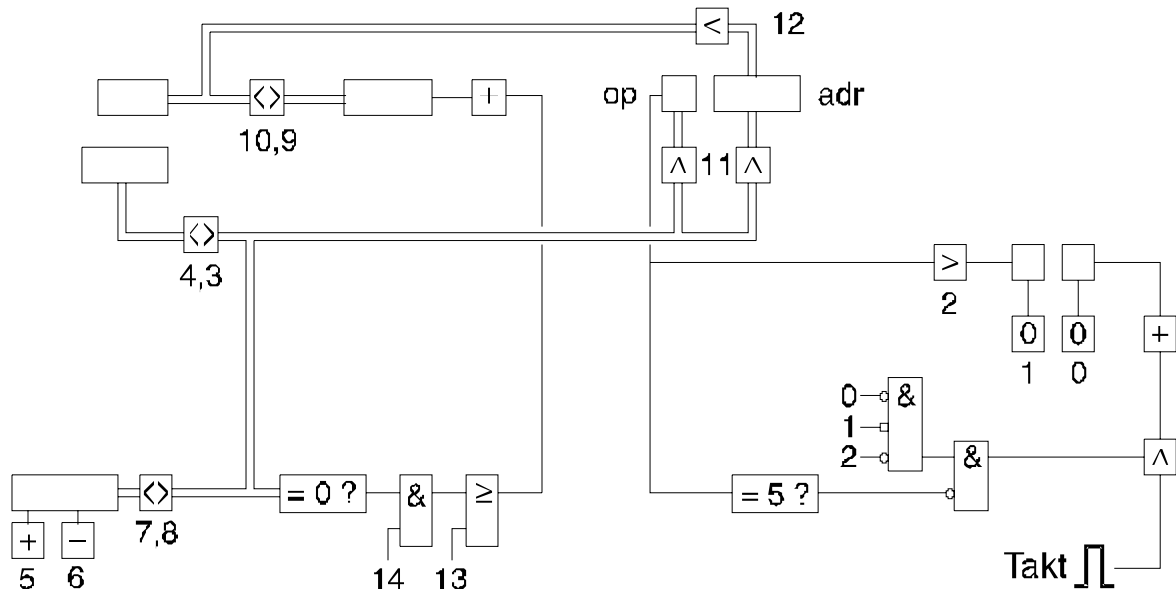 < 12
<> + op adr
10,9
∧ 11 ∧
<>
4,3
> 
2
0 0 +
1 0
0 &
1
2 & ∧
<> = 0 ? & ≥ = 5 ?
7,8
+ −
5 6 14 13
Takt